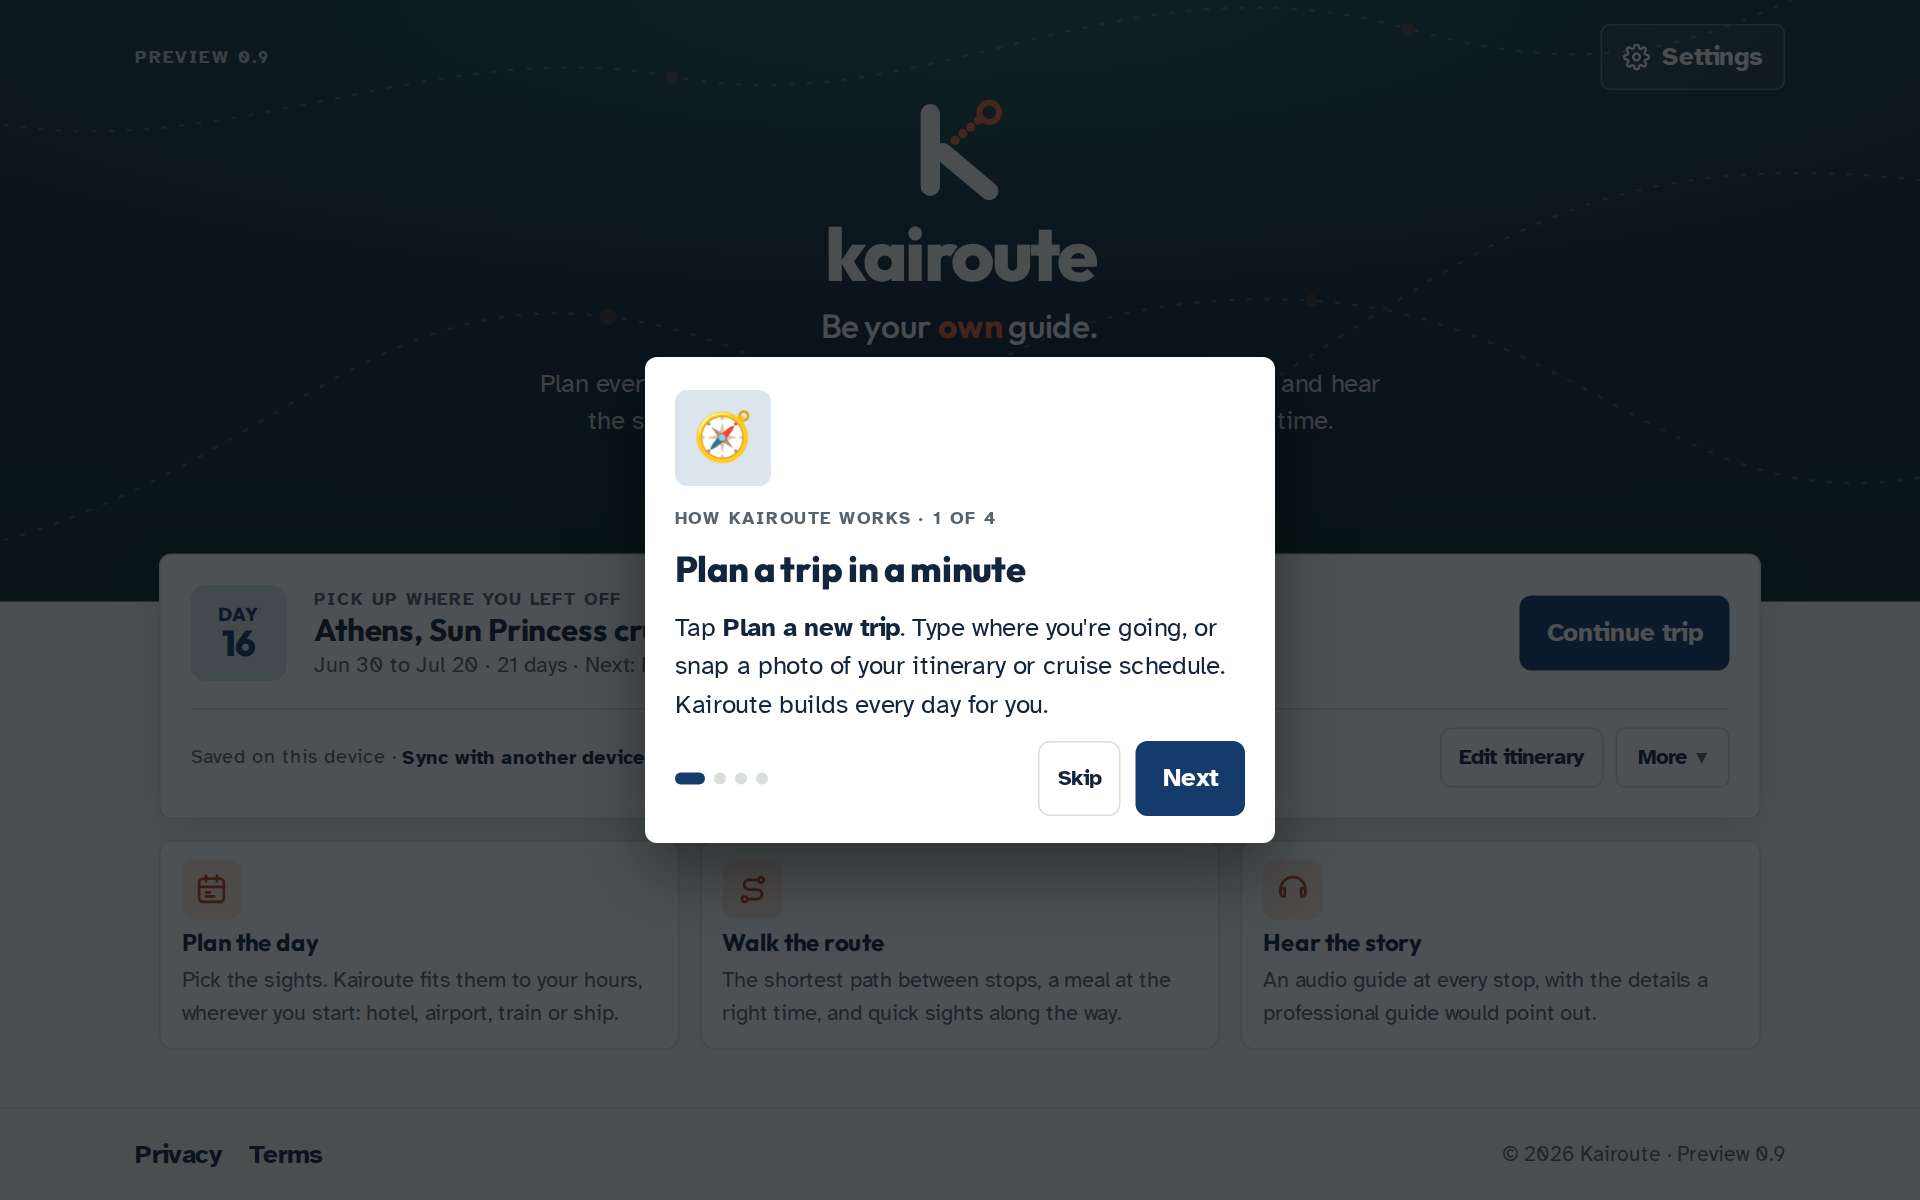 PREVIEW 0.9
Settings
kairoute
Be your own guide.
Plan ever
and hear
the s
time.
HOW KAIROUTE WORKS · 1 OF 4
Plan a trip in a minute
Tap Plan a new trip. Type where you're going, or
snap a photo of your itinerary or cruise schedule.
Kairoute builds every day for you.
Skip
Next
DAY
16
PICK UP WHERE YOU LEFT OFF
Athens, Sun Princess
Jun 30 to Jul 20 · 21 days · Next:
Continue trip
Saved on this device · Sync with another device
Edit itinerary
More ▾
Plan the day
Pick the sights. Kairoute fits them to your hours,
wherever you start: hotel, airport, train or ship.
Walk the route
The shortest path between stops, a meal at the
right time, and quick sights along the way.
Hear the story
An audio guide at every stop, with the details a
professional guide would point out.
Privacy
Terms
© 2026 Kairoute · Preview 0.9